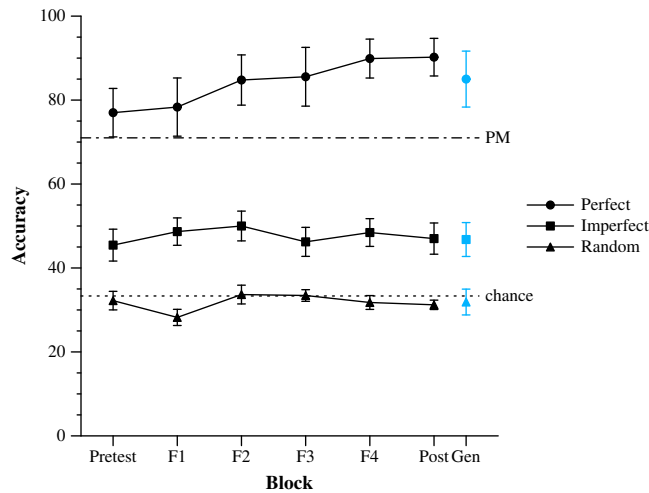 100
80
60
40
20
0
Accuracy
PM
chance
Perfect
Imperfect
Random
Pretest F1 F2 F3 F4 Post Gen
Block